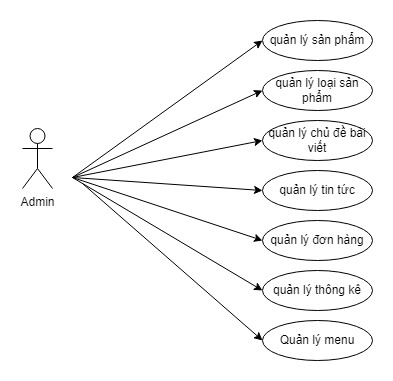 quản lý sản phẩm
quản lý loại sản
phẩm
quản lý chủ đề bài
viết
Admin
quản lý tin tức
quản lý đơn hàng
quản lý thông kê
Quản lý menu